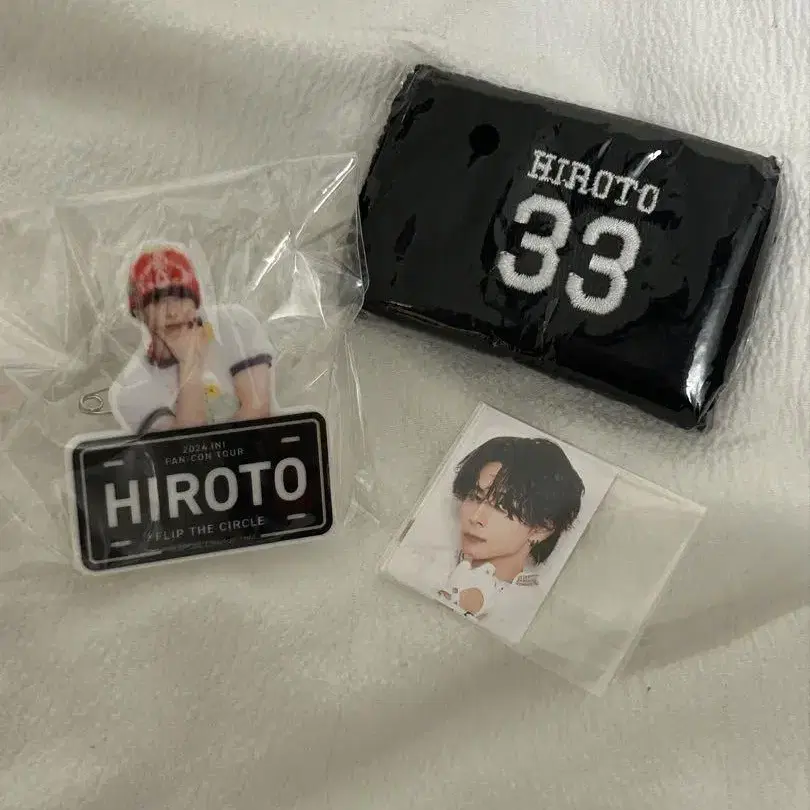 HIROTO
33
2024 INI
FAN-CON TOUR
HIROTO
FLIP THE CIRCLE